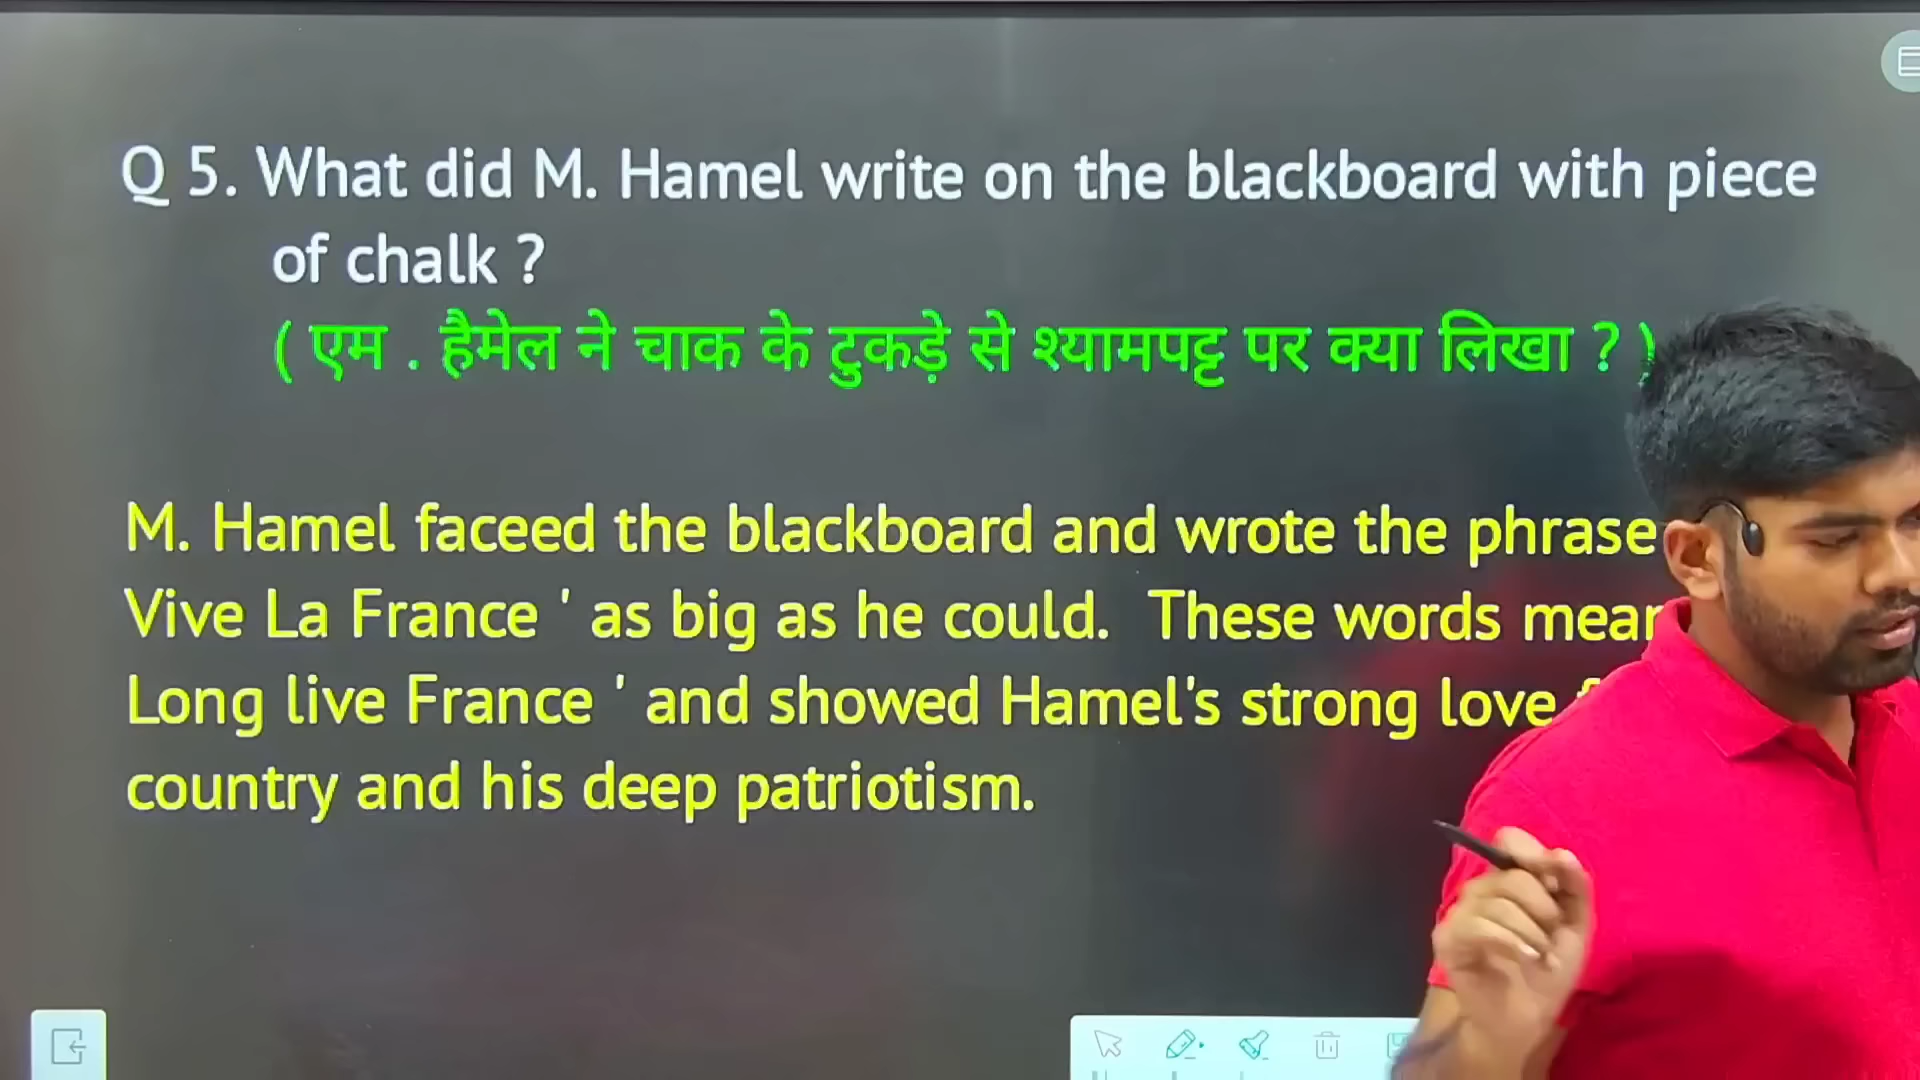 Q 5. What did M. Hamel write on the blackboard with piece
of chalk ?
( एम . हैमेल ने चाक के टुकड़े से श्यामपट्ट पर क्या लिखा ? )
M. Hamel faceed the blackboard and wrote the phrase
Vive La France ' as big as he could. These words mean
Long live France ' and showed Hamel's strong love
country and his deep patriotism.